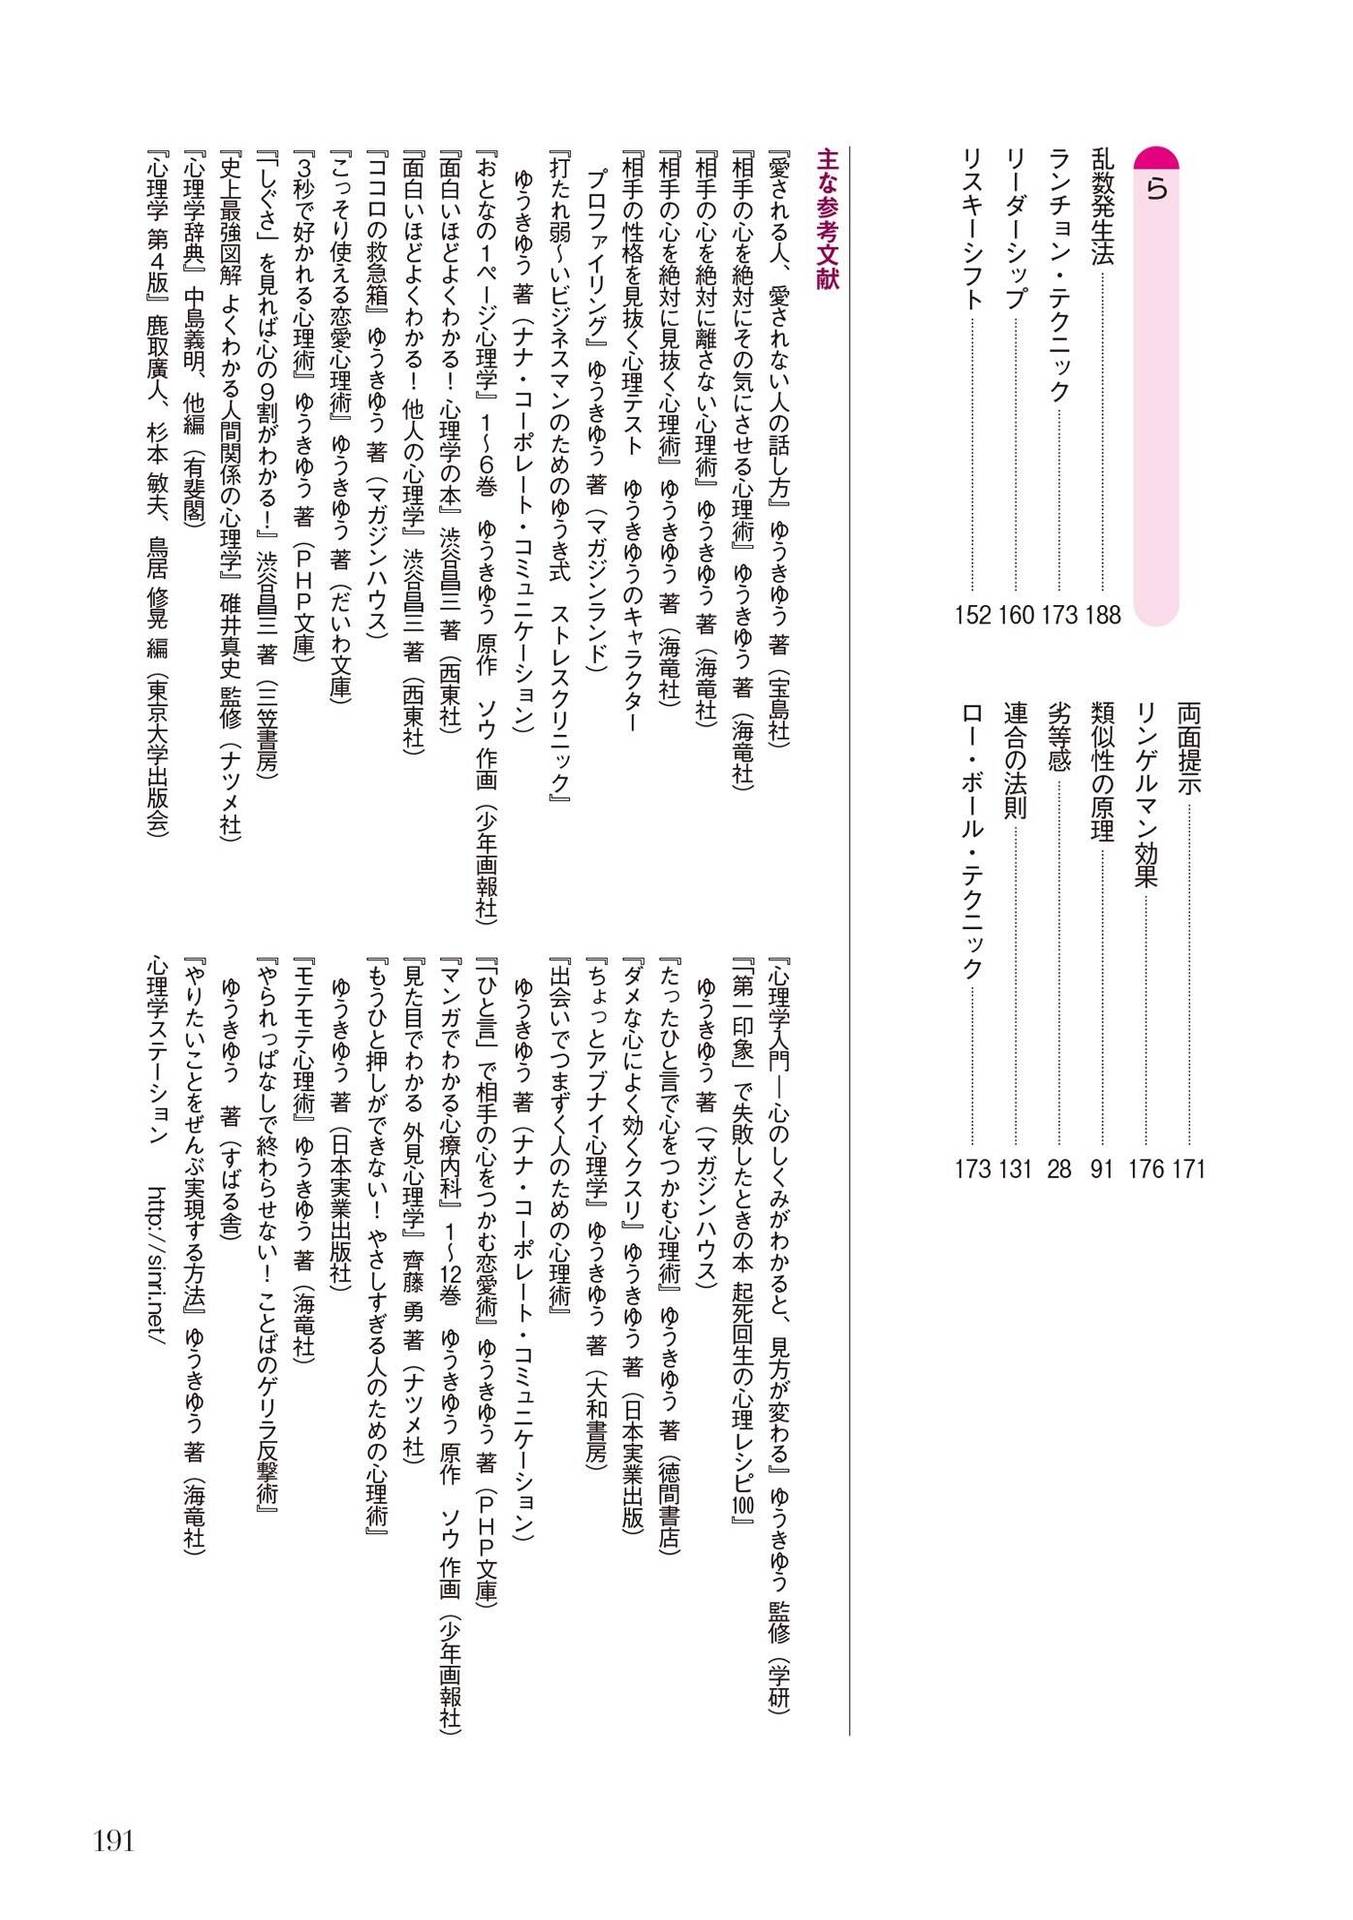 ら
乱数発生法 188
ランチョン・テクニック 173
リーダーシップ 160
リスキーシフト 152
両面提示 171
リンゲルマン効果 176
類似性の原理 91
劣等感 28
連合の法則 131
ロー・ボール・テクニック 173
主な参考文献
『愛される人、愛されない人の話し方』ゆうきゆう 著（宝島社）
『相手の心を絶対にその気にさせる心理術』ゆうきゆう 著（海竜社）
『相手の心を絶対に離さない心理術』ゆうきゆう 著（海竜社）
『相手の心を絶対に見抜く心理術』ゆうきゆう 著（海竜社）
『相手の性格を見抜く心理テスト　ゆうきゆうのキャラクター
プロファイリング』ゆうきゆう 著（マガジンランド）
『打たれ弱〜いビジネスマンのためのゆうき式　ストレスクリニック』
ゆうきゆう 著（ナナ・コーポレート・コミュニケーション）
『おとなの1ページ心理学』1〜6巻　ゆうきゆう 原作　ソウ 作画（少年画報社）
『面白いほどよくわかる！心理学の本』渋谷昌三 著（西東社）
『面白いほどよくわかる！他人の心理学』渋谷昌三 著（西東社）
『ココロの救急箱』ゆうきゆう 著（マガジンハウス）
『こっそり使える恋愛心理術』ゆうきゆう 著（だいわ文庫）
『3秒で好かれる心理術』ゆうきゆう 著（PHP文庫）
『「しぐさ」を見れば心の9割がわかる！』渋谷昌三 著（三笠書房）
『史上最強図解 よくわかる人間関係の心理学』碓井真史 監修（ナツメ社）
『心理学辞典』中島義明、他編（有斐閣）
『心理学 第4版』鹿取廣人、杉本 敏夫、鳥居 修晃 編（東京大学出版会）
『心理学入門―心のしくみがわかると、見方が変わる』ゆうきゆう 監修（学研）
『「第一印象」で失敗したときの本 起死回生の心理レシピ100』
ゆうきゆう 著（マガジンハウス）
『たったひと言で心をつかむ心理術』ゆうきゆう 著（徳間書店）
『ダメな心によく効くクスリ』ゆうきゆう 著（日本実業出版）
『ちょっとアブナイ心理学』ゆうきゆう 著（大和書房）
『出会いでつまずく人のための心理術』
ゆうきゆう 著（ナナ・コーポレート・コミュニケーション）
『「ひと言」で相手の心をつかむ恋愛術』ゆうきゆう 著（PHP文庫）
『マンガでわかる心療内科』1〜12巻　ゆうきゆう 原作　ソウ 作画（少年画報社）
『見た目でわかる 外見心理学』齊藤 勇 著（ナツメ社）
『もうひと押しができない！やさしすぎる人のための心理術』
ゆうきゆう 著（日本実業出版社）
『モテモテ心理術』ゆうきゆう 著（海竜社）
『やられっぱなしで終わらせない！ことばのゲリラ反撃術』
ゆうきゆう　著（すばる舎）
『やりたいことをぜんぶ実現する方法』ゆうきゆう 著（海竜社）
心理学ステーション　http://sinri.net/
191